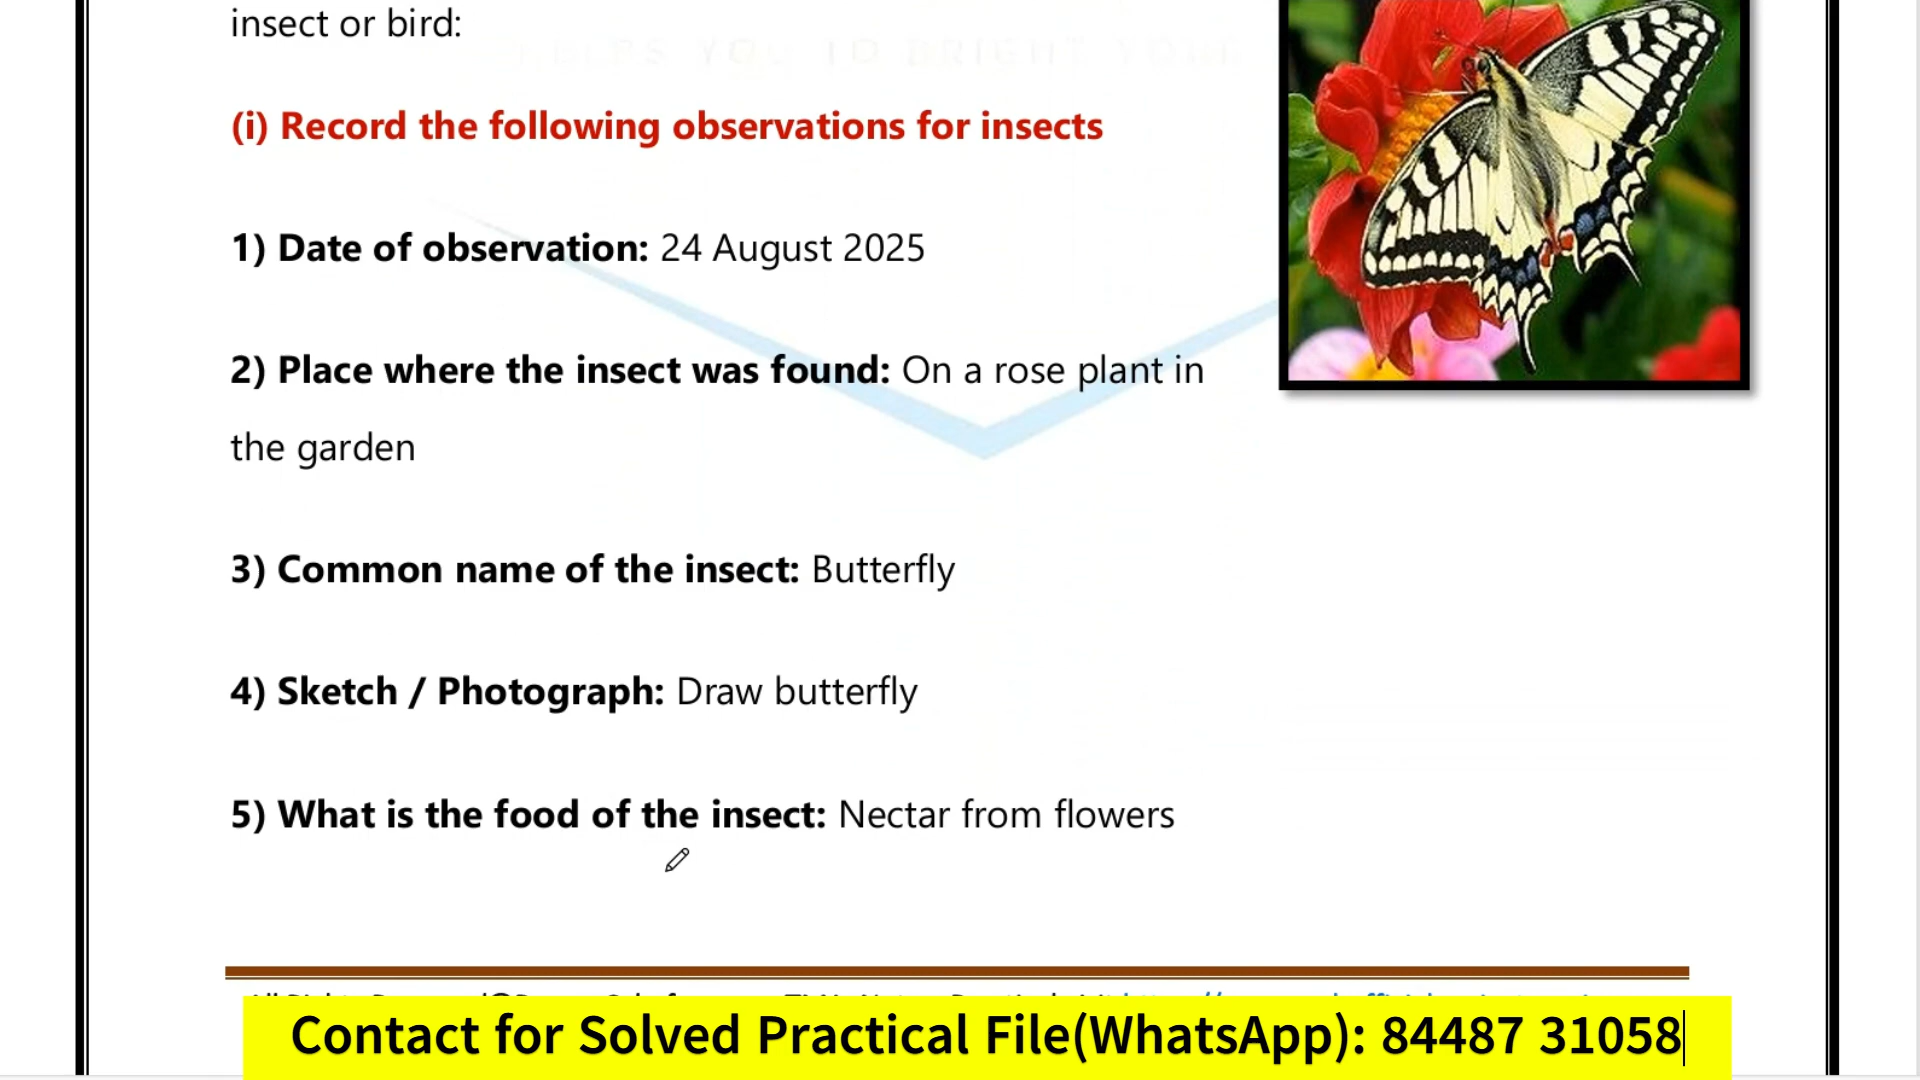 insect or bird:
(i) Record the following observations for insects
1) Date of observation: 24 August 2025
2) Place where the insect was found: On a rose plant in
the garden
3) Common name of the insect: Butterfly
4) Sketch / Photograph: Draw butterfly
5) What is the food of the insect: Nectar from flowers
Contact for Solved Practical File(WhatsApp): 84487 31058